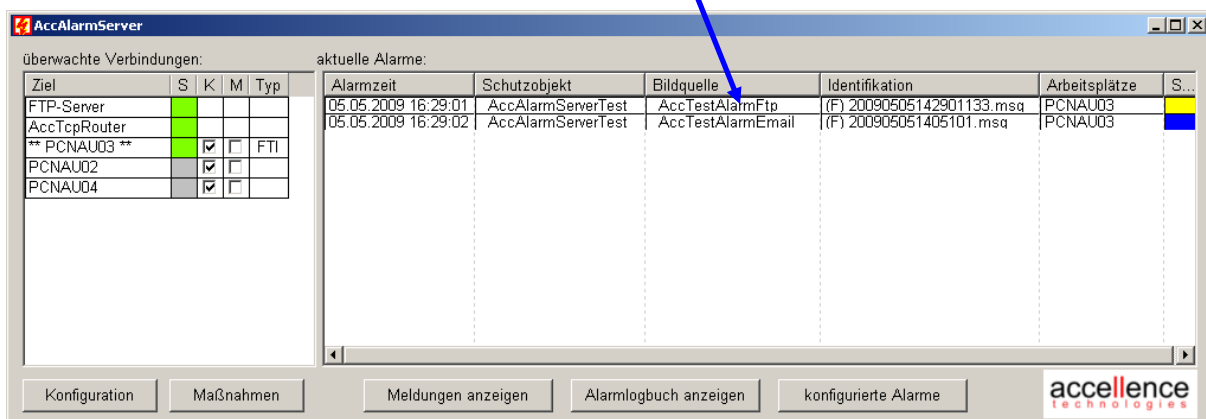 AccAlarmServer
überwachte Verbindungen:
aktuelle Alarme:
Ziel S K M Typ
FTP-Server
AccTcpRouter
** PCNAU03 ** FTI
PCNAU02
PCNAU04
Alarmzeit Schutzobjekt Bildquelle Identifikation Arbeitsplätze S...
05.05.2009 16:29:01 AccAlarmServerTest AccTestAlarmFtp (F) 20090505142901133.msg PCNAU03
05.05.2009 16:29:02 AccAlarmServerTest AccTestAlarmEmail (F) 200905051405101.msg PCNAU03
Konfiguration Maßnahmen Meldungen anzeigen Alarmlogbuch anzeigen konfigurierte Alarme
accellence
technologies